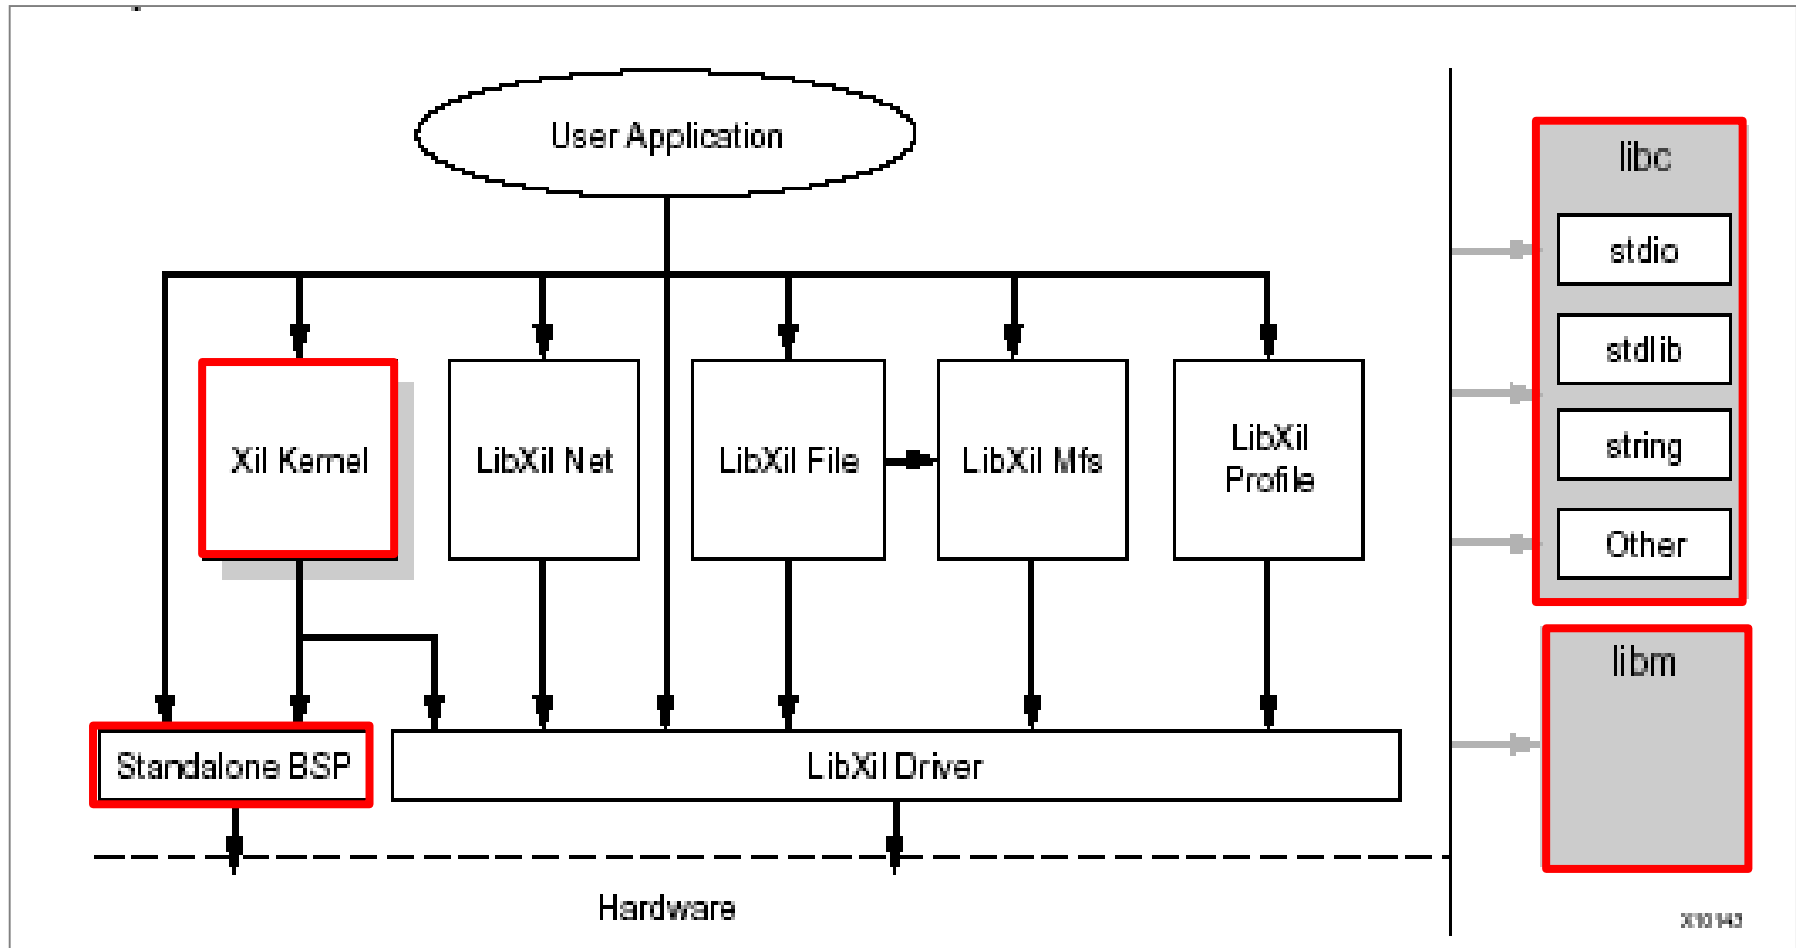 User Application
libc
stdio
stdlib
string
Other
Xil Kernel
LibXil Net
LibXil File
LibXil Mfs
LibXil
Profile
libm
Standalone BSP
LibXil Driver
Hardware